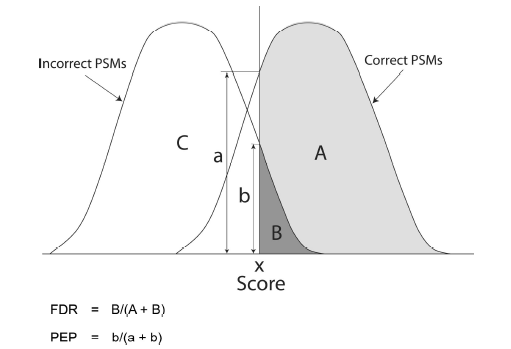 Incorrect PSMs
Correct PSMs
C
a
A
b
B
x
Score
FDR = B/(A + B)
PEP = b/(a + b)